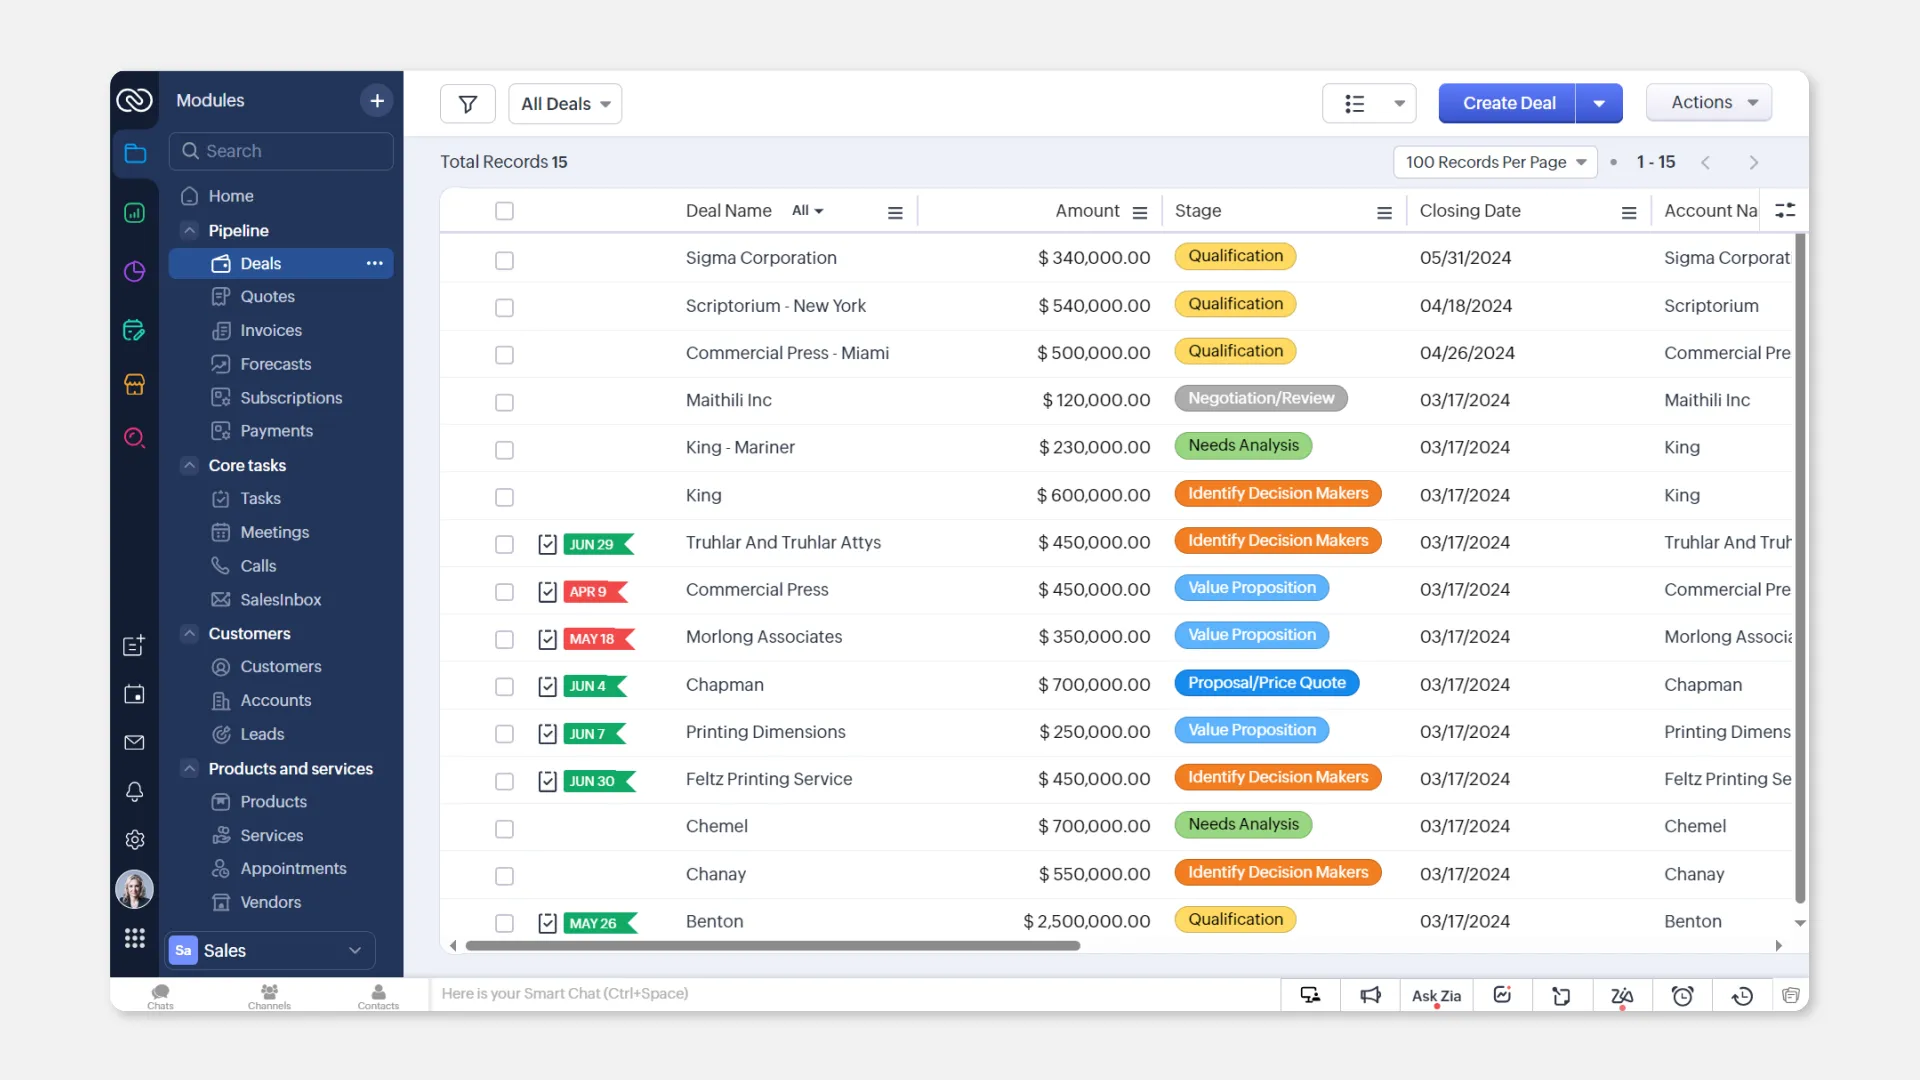 Modules
All Deals
Create Deal
Actions
Search
Total Records 15
100 Records Per Page
1 - 15
Home
Pipeline
Deals
Quotes
Invoices
Forecasts
Subscriptions
Payments
Core tasks
Tasks
Meetings
Calls
SalesInbox
Customers
Customers
Accounts
Leads
Products and services
Products
Services
Appointments
Vendors
Sa Sales
Deal Name All Amount Stage Closing Date Account Na
Sigma Corporation $ 340,000.00 Qualification 05/31/2024 Sigma Corporat
Scriptorium - New York $ 540,000.00 Qualification 04/18/2024 Scriptorium
Commercial Press - Miami $ 500,000.00 Qualification 04/26/2024 Commercial Pre
Maithili Inc $ 120,000.00 Negotiation/Review 03/17/2024 Maithili Inc
King - Mariner $ 230,000.00 Needs Analysis 03/17/2024 King
King $ 600,000.00 Identify Decision Makers 03/17/2024 King
JUN 29 Truhlar And Truhlar Attys $ 450,000.00 Identify Decision Makers 03/17/2024 Truhlar And Truh
APR 9 Commercial Press $ 450,000.00 Value Proposition 03/17/2024 Commercial Pre
MAY 18 Morlong Associates $ 350,000.00 Value Proposition 03/17/2024 Morlong Associa
JUN 4 Chapman $ 700,000.00 Proposal/Price Quote 03/17/2024 Chapman
JUN 7 Printing Dimensions $ 250,000.00 Value Proposition 03/17/2024 Printing Dimens
JUN 30 Feltz Printing Service $ 450,000.00 Identify Decision Makers 03/17/2024 Feltz Printing Se
Chemel $ 700,000.00 Needs Analysis 03/17/2024 Chemel
Chanay $ 550,000.00 Identify Decision Makers 03/17/2024 Chanay
MAY 26 Benton $ 2,500,000.00 Qualification 03/17/2024 Benton
Chats
Channels
Contacts
Here is your Smart Chat (Ctrl+Space)
Ask Zia